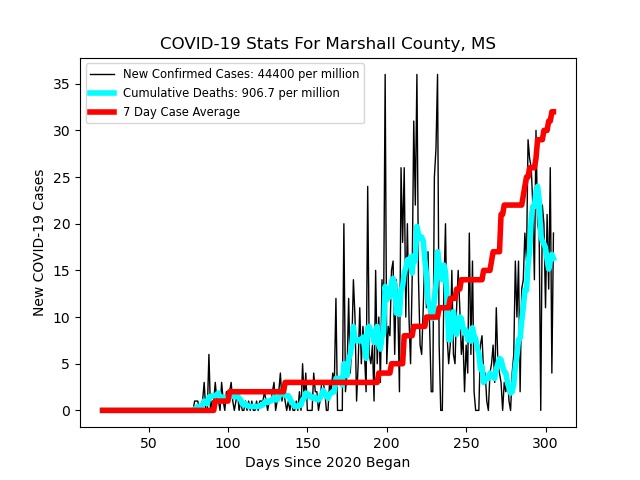 COVID-19 Stats For Marshall County, MS
New Confirmed Cases: 44400 per million
Cumulative Deaths: 906.7 per million
7 Day Case Average
35
30
25
20
15
10
5
0
New COVID-19 Cases
50 100 150 200 250 300
Days Since 2020 Began